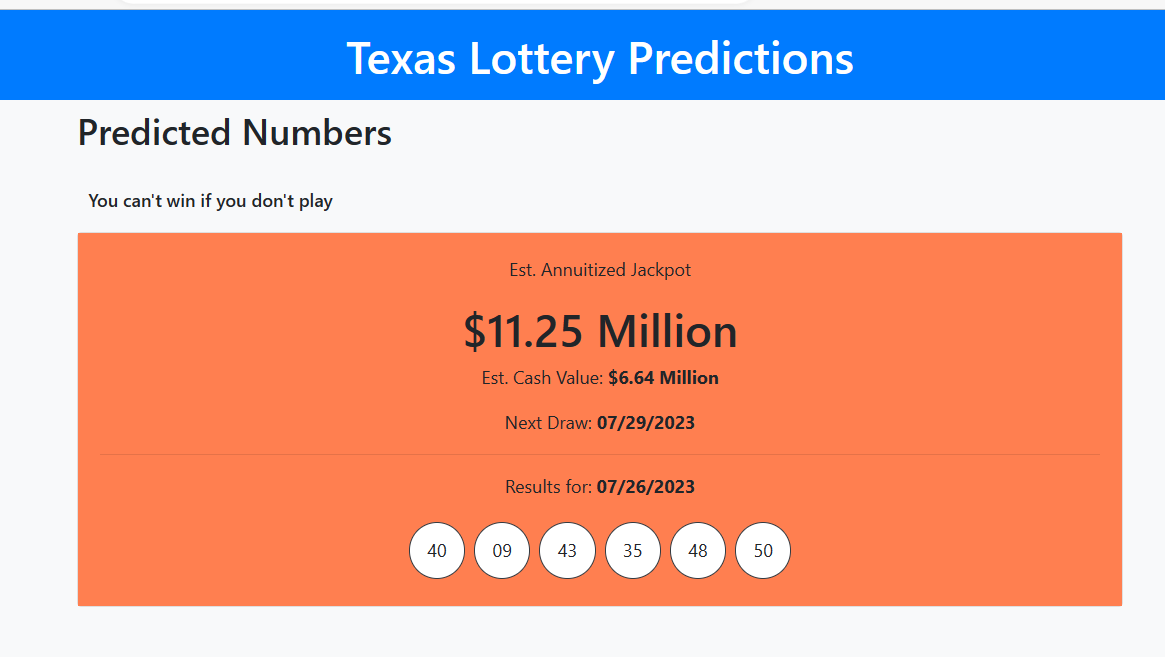 Texas Lottery Predictions
Predicted Numbers
You can't win if you don't play
Est. Annuitized Jackpot
$11.25 Million
Est. Cash Value: $6.64 Million
Next Draw: 07/29/2023
Results for: 07/26/2023
40 09 43 35 48 50